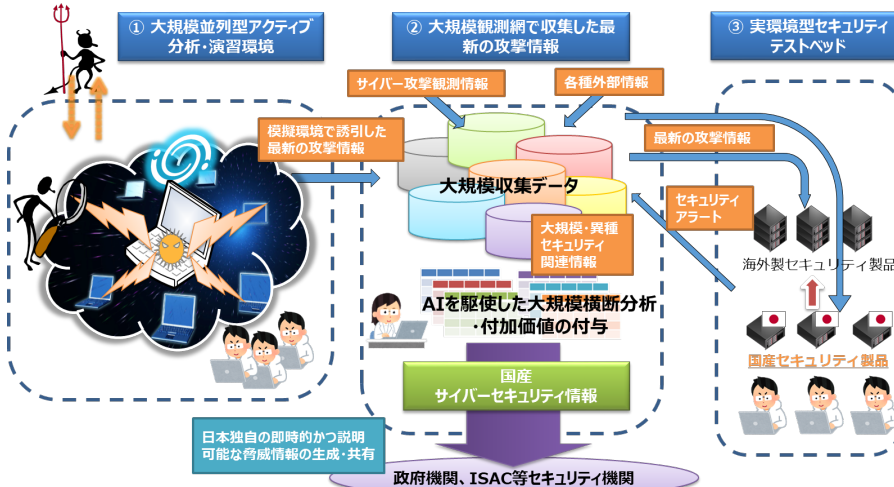 ① 大規模並列型アクティブ
分析・演習環境
② 大規模観測網で収集した最
新の攻撃情報
③ 実環境型セキュリティ
テストベッド
サイバー攻撃観測情報
各種外部情報
模擬環境で誘引した
最新の攻撃情報
最新の攻撃情報
大規模収集データ
セキュリティ
アラート
大規模・異種
セキュリティ
関連情報
海外製セキュリティ製品
AIを駆使した大規模横断分析
・付加価値の付与
国産セキュリティ製品
国産
サイバーセキュリティ情報
日本独自の即時的かつ説明
可能な脅威情報の生成・共有
政府機関、ISAC等セキュリティ機関